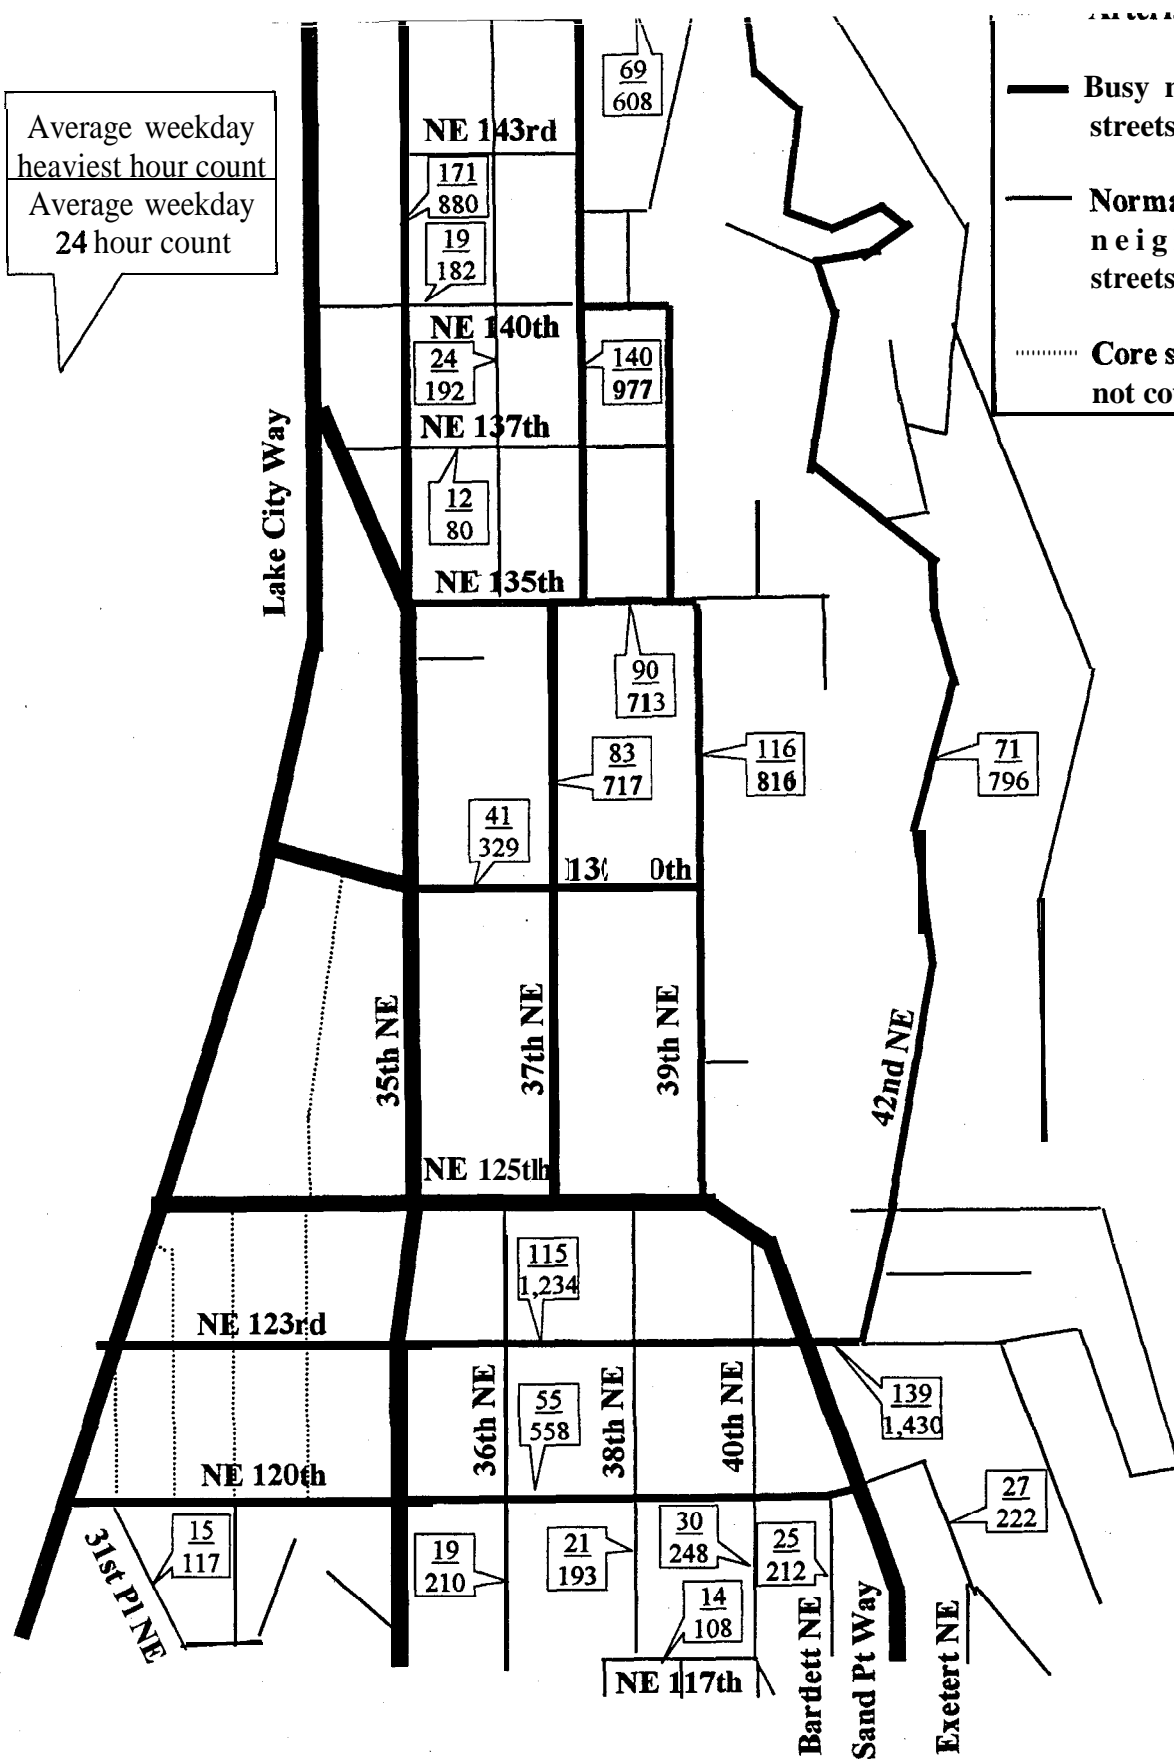 Busy
streets
69
608
Average weekday
heaviest hour count
Average weekday
24 hour count
NE 143rd
171
880
19
182
streets
NE 140th
24
192
140
977
Core
not
NE 137th
12
80
Lake City Way
NE 135th
90
713
83
717
116
816
71
796
41
329
0th
35th NE
37th NE
39th NE
42nd NE
NE 125th
115
1,234
NE 123rd
36th NE
55
558
38th NE
40th NE
139
1,430
NE 120th
27
222
31st Pl NE
15
117
19
210
21
193
30
248
25
212
14
108
NE 117th
Bartlett NE
Sand Pt Way
Exetert NE